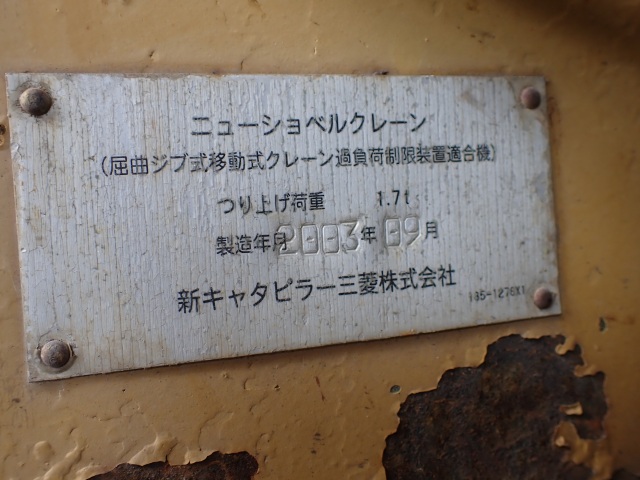 ニューショベルクレーン
(屈曲ジブ式移動式クレーン過負荷制限装置適合機)
つり上げ荷重 1.7t
製造年月 2003年 09月
新キャタピラー三菱株式会社
135-1276X1